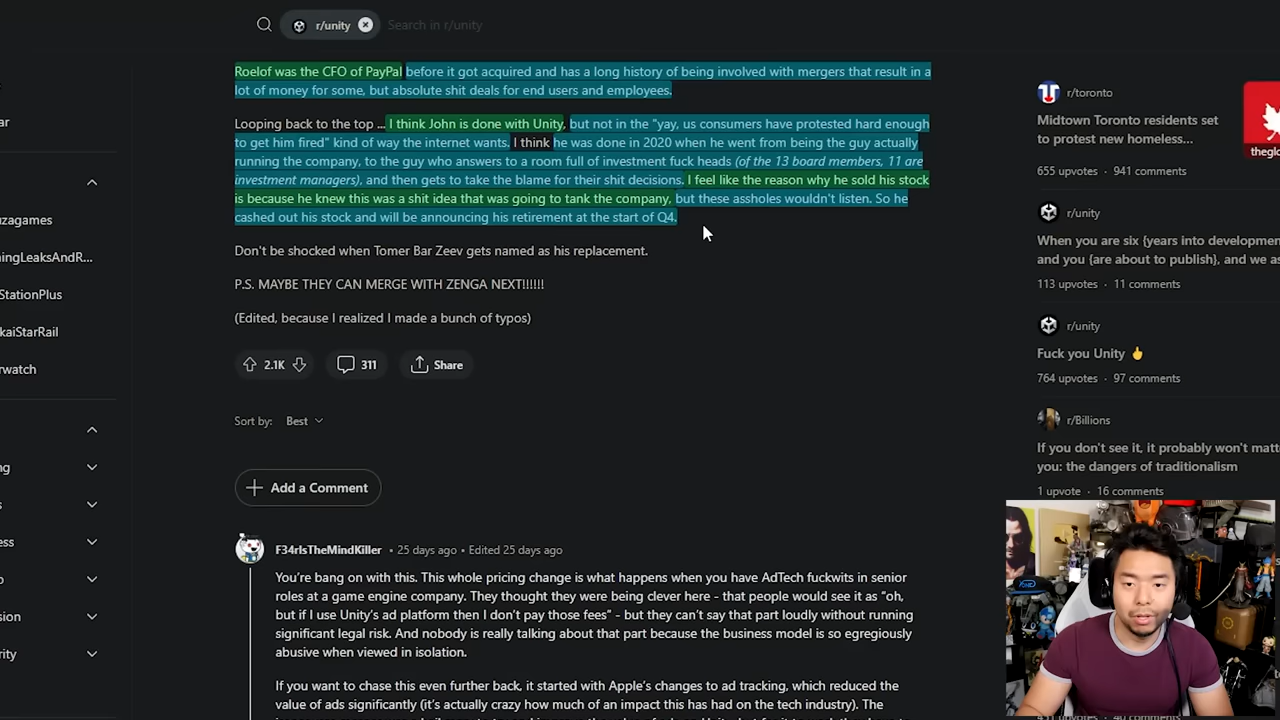 r/unity
Search in r/unity
Roelof was the CFO of PayPal before it got acquired and has a long history of being involved with mergers that result in a
lot of money for some, but absolute shit deals for end users and employees.
Looping back to the top ... I think John is done with Unity, but not in the "yay, us consumers have protested hard enough
to get him fired" kind of way the internet wants. I think he was done in 2020 when he went from being the guy actually
running the company, to the guy who answers to a room full of investment fuck heads (of the 13 board members, 11 are
investment managers), and then gets to take the blame for their shit decisions. I feel like the reason why he sold his stock
is because he knew this was a shit idea that was going to tank the company, but these assholes wouldn't listen. So he
cashed out his stock and will be announcing his retirement at the start of Q4.
Don't be shocked when Tomer Bar Zeev gets named as his replacement.
P.S. MAYBE THEY CAN MERGE WITH ZENGA NEXT!!!!!!
(Edited, because I realized I made a bunch of typos)
2.1K
311
Share
Sort by:
Best
Add a Comment
F34rIsTheMindKiller • 25 days ago • Edited 25 days ago
You're bang on with this. This whole pricing change is what happens when you have AdTech fuckwits in senior
roles at a game engine company. They thought they were being clever here - that people would see it as "oh,
but if I use Unity's ad platform then I don't pay those fees" - but they can't say that part loudly without running
significant legal risk. And nobody is really talking about that part because the business model is so egregiously
abusive when viewed in isolation.
If you want to chase this even further back, it started with Apple's changes to ad tracking, which reduced the
value of ads significantly (it's actually crazy how much of an impact this has had on the tech industry). The
ar
uzagames
ningLeaksAndR...
StationPlus
kaiStarRail
rwatch
ng
s
ess
o
sion
rity
r/toronto
Midtown Toronto residents set
to protest new homeless...
655 upvotes · 941 comments
theglo
r/unity
When you are six {years into developmen
and you {are about to publish}, and we as
113 upvotes · 11 comments
r/unity
Fuck you Unity 🖕
764 upvotes · 97 comments
r/Billions
If you don't see it, it probably won't matt
you: the dangers of traditionalism
1 upvote · 16 comments